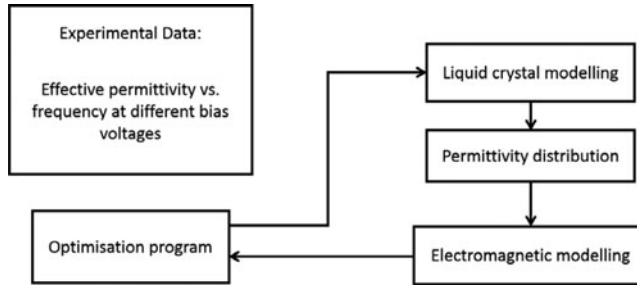 Experimental Data:
Effective permittivity vs.
frequency at different bias
voltages
Liquid crystal modelling
Permittivity distribution
Optimisation program
Electromagnetic modelling